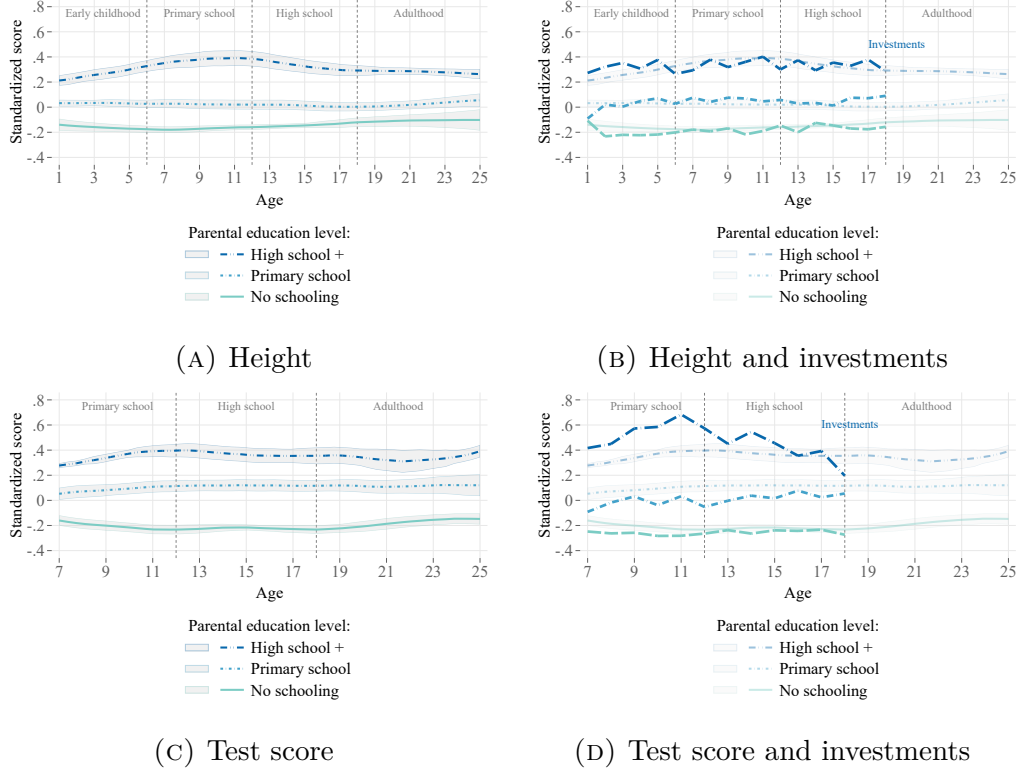 Standardized score
.8
.6
.4
.2
0
-.2
-.4
Early childhood Primary school High school Adulthood
1 3 5 7 9 11 13 15 17 19 21 23 25
Age
Parental education level:
High school +
Primary school
No schooling
(A) Height
Standardized score
.8
.6
.4
.2
0
-.2
-.4
Early childhood Primary school High school Adulthood
Investments
1 3 5 7 9 11 13 15 17 19 21 23 25
Age
Parental education level:
High school +
Primary school
No schooling
(B) Height and investments
Standardized score
.8
.6
.4
.2
0
-.2
-.4
Primary school High school Adulthood
7 9 11 13 15 17 19 21 23 25
Age
Parental education level:
High school +
Primary school
No schooling
(C) Test score
Standardized score
.8
.6
.4
.2
0
-.2
-.4
Primary school High school Adulthood
Investments
7 9 11 13 15 17 19 21 23 25
Age
Parental education level:
High school +
Primary school
No schooling
(D) Test score and investments